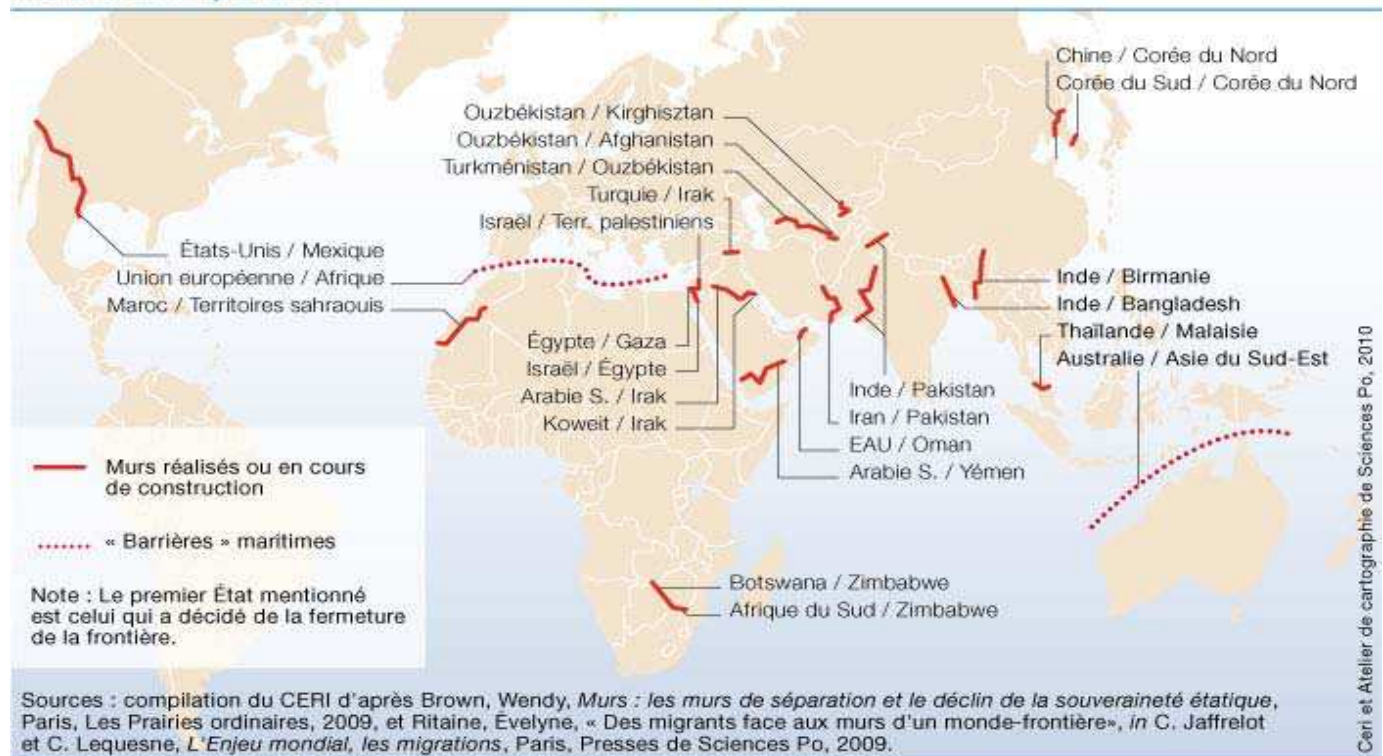 Chine / Corée du Nord
Corée du Sud / Corée du Nord
Ouzbékistan / Kirghisztan
Ouzbékistan / Afghanistan
Turkménistan / Ouzbékistan
Turquie / Irak
Israël / Terr. palestiniens
États-Unis / Mexique
Union européenne / Afrique
Maroc / Territoires sahraouis
Égypte / Gaza
Israël / Égypte
Arabie S. / Irak
Koweit / Irak
Inde / Birmanie
Inde / Bangladesh
Thaïlande / Malaisie
Australie / Asie du Sud-Est
Inde / Pakistan
Iran / Pakistan
EAU / Oman
Arabie S. / Yémen
Botswana / Zimbabwe
Afrique du Sud / Zimbabwe
Murs réalisés ou en cours
de construction
« Barrières » maritimes
Note : Le premier État mentionné
est celui qui a décidé de la fermeture
de la frontière.
Ceri et Atelier de cartographie de Sciences Po, 2010
Sources : compilation du CERI d'après Brown, Wendy, Murs : les murs de séparation et le déclin de la souveraineté étatique,
Paris, Les Prairies ordinaires, 2009, et Ritaine, Évelyne, « Des migrants face aux murs d'un monde-frontière», in C. Jaffrelot
et C. Lequesne, L'Enjeu mondial, les migrations, Paris, Presses de Sciences Po, 2009.